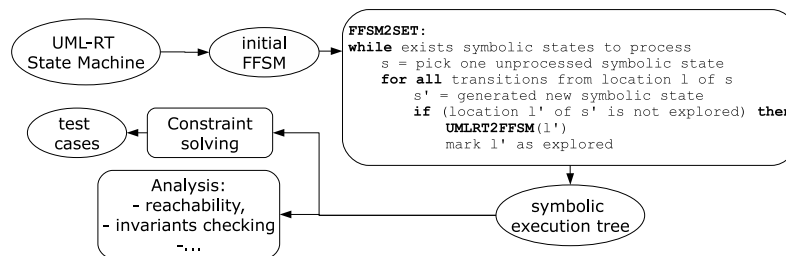 UML-RT
State Machine
initial
FFSM
FFSM2SET:
while exists symbolic states to process
s = pick one unprocessed symbolic state
for all transitions from location l of s
s' = generated new symbolic state
if (location l' of s' is not explored) then
UMLRT2FFSM(l')
mark l' as explored
test
cases
Constraint
solving
Analysis:
- reachability,
- invariants checking
-...
symbolic
execution tree